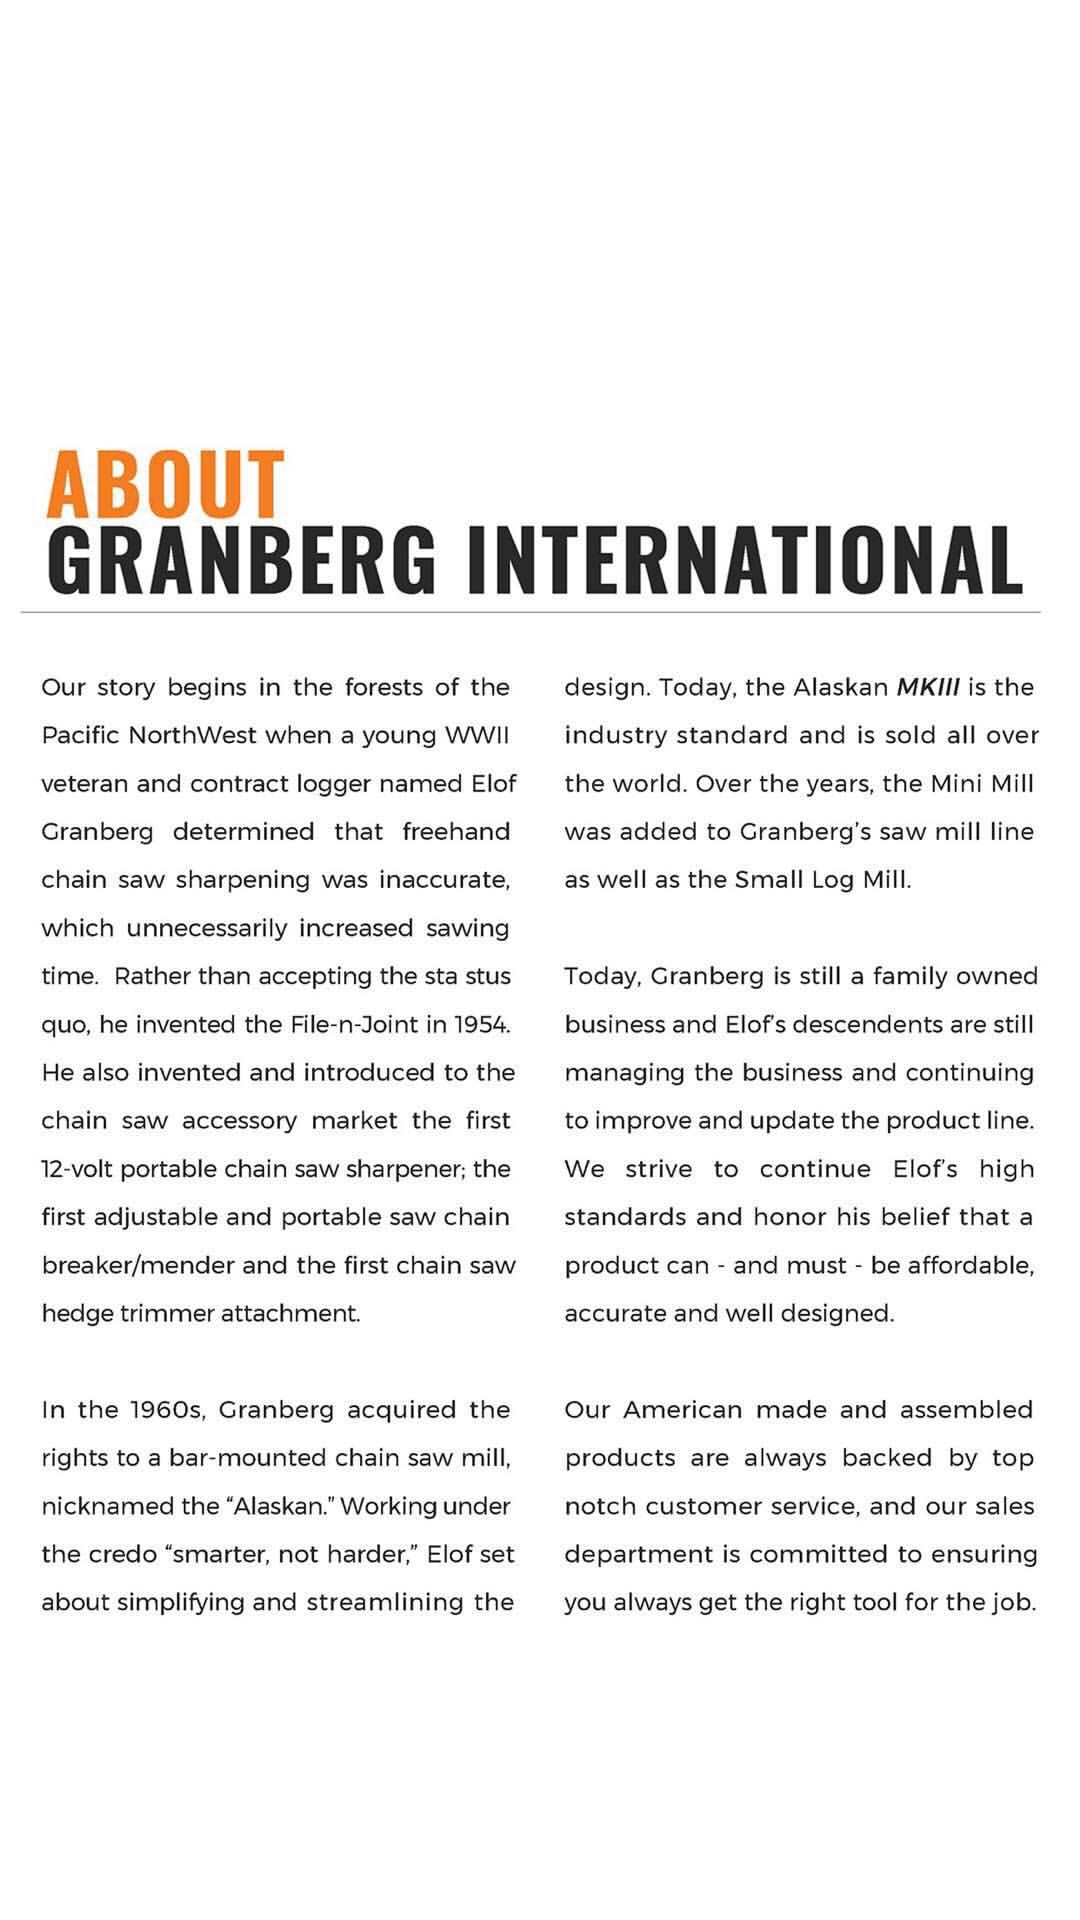 ABOUT
GRANBERG INTERNATIONAL
Our story begins in the forests of the
Pacific NorthWest when a young WWII
veteran and contract logger named Elof
Granberg determined that freehand
chain saw sharpening was inaccurate,
which unnecessarily increased sawing
time. Rather than accepting the sta stus
quo, he invented the File-n-Joint in 1954.
He also invented and introduced to the
chain saw accessory market the first
12-volt portable chain saw sharpener; the
first adjustable and portable saw chain
breaker/mender and the first chain saw
hedge trimmer attachment.
In the 1960s, Granberg acquired the
rights to a bar-mounted chain saw mill,
nicknamed the “Alaskan.” Working under
the credo “smarter, not harder,” Elof set
about simplifying and streamlining the
design. Today, the Alaskan MKIII is the
industry standard and is sold all over
the world. Over the years, the Mini Mill
was added to Granberg’s saw mill line
as well as the Small Log Mill.
Today, Granberg is still a family owned
business and Elof’s descendents are still
managing the business and continuing
to improve and update the product line.
We strive to continue Elof’s high
standards and honor his belief that a
product can - and must - be affordable,
accurate and well designed.
Our American made and assembled
products are always backed by top
notch customer service, and our sales
department is committed to ensuring
you always get the right tool for the job.